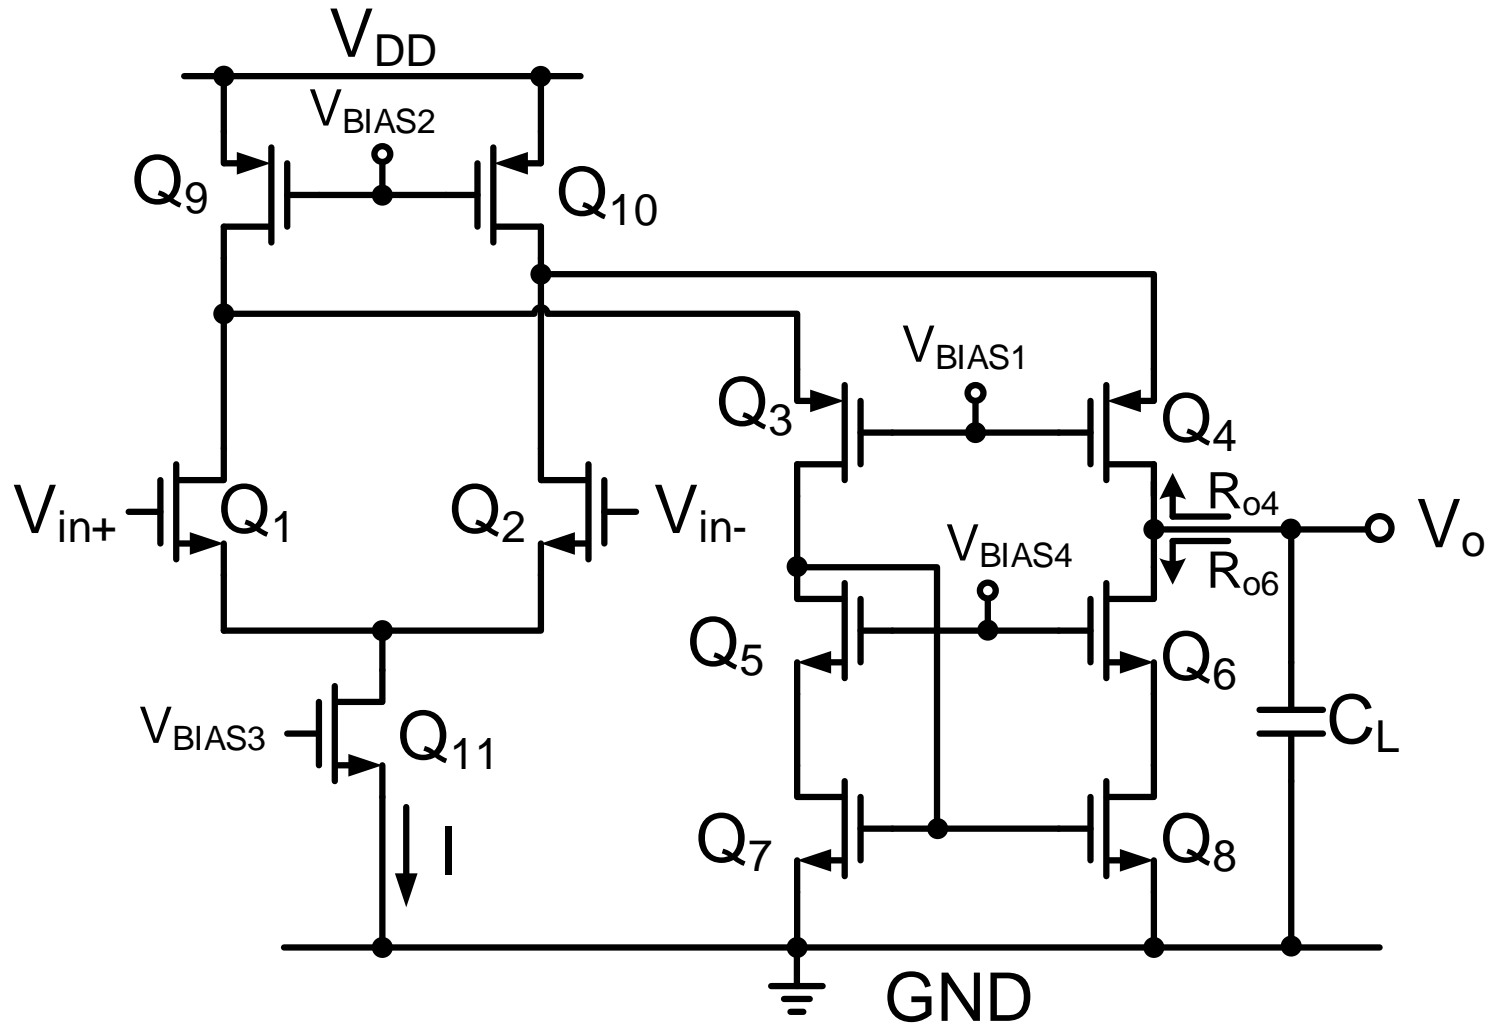 VDD
VBIAS2
Q9
Q10
VBIAS1
Q3
Q4
Vin+
Q1
Q2
Vin-
Ro4
Vo
VBIAS4
Ro6
Q5
Q6
VBIAS3
Q11
CL
I
Q7
Q8
GND